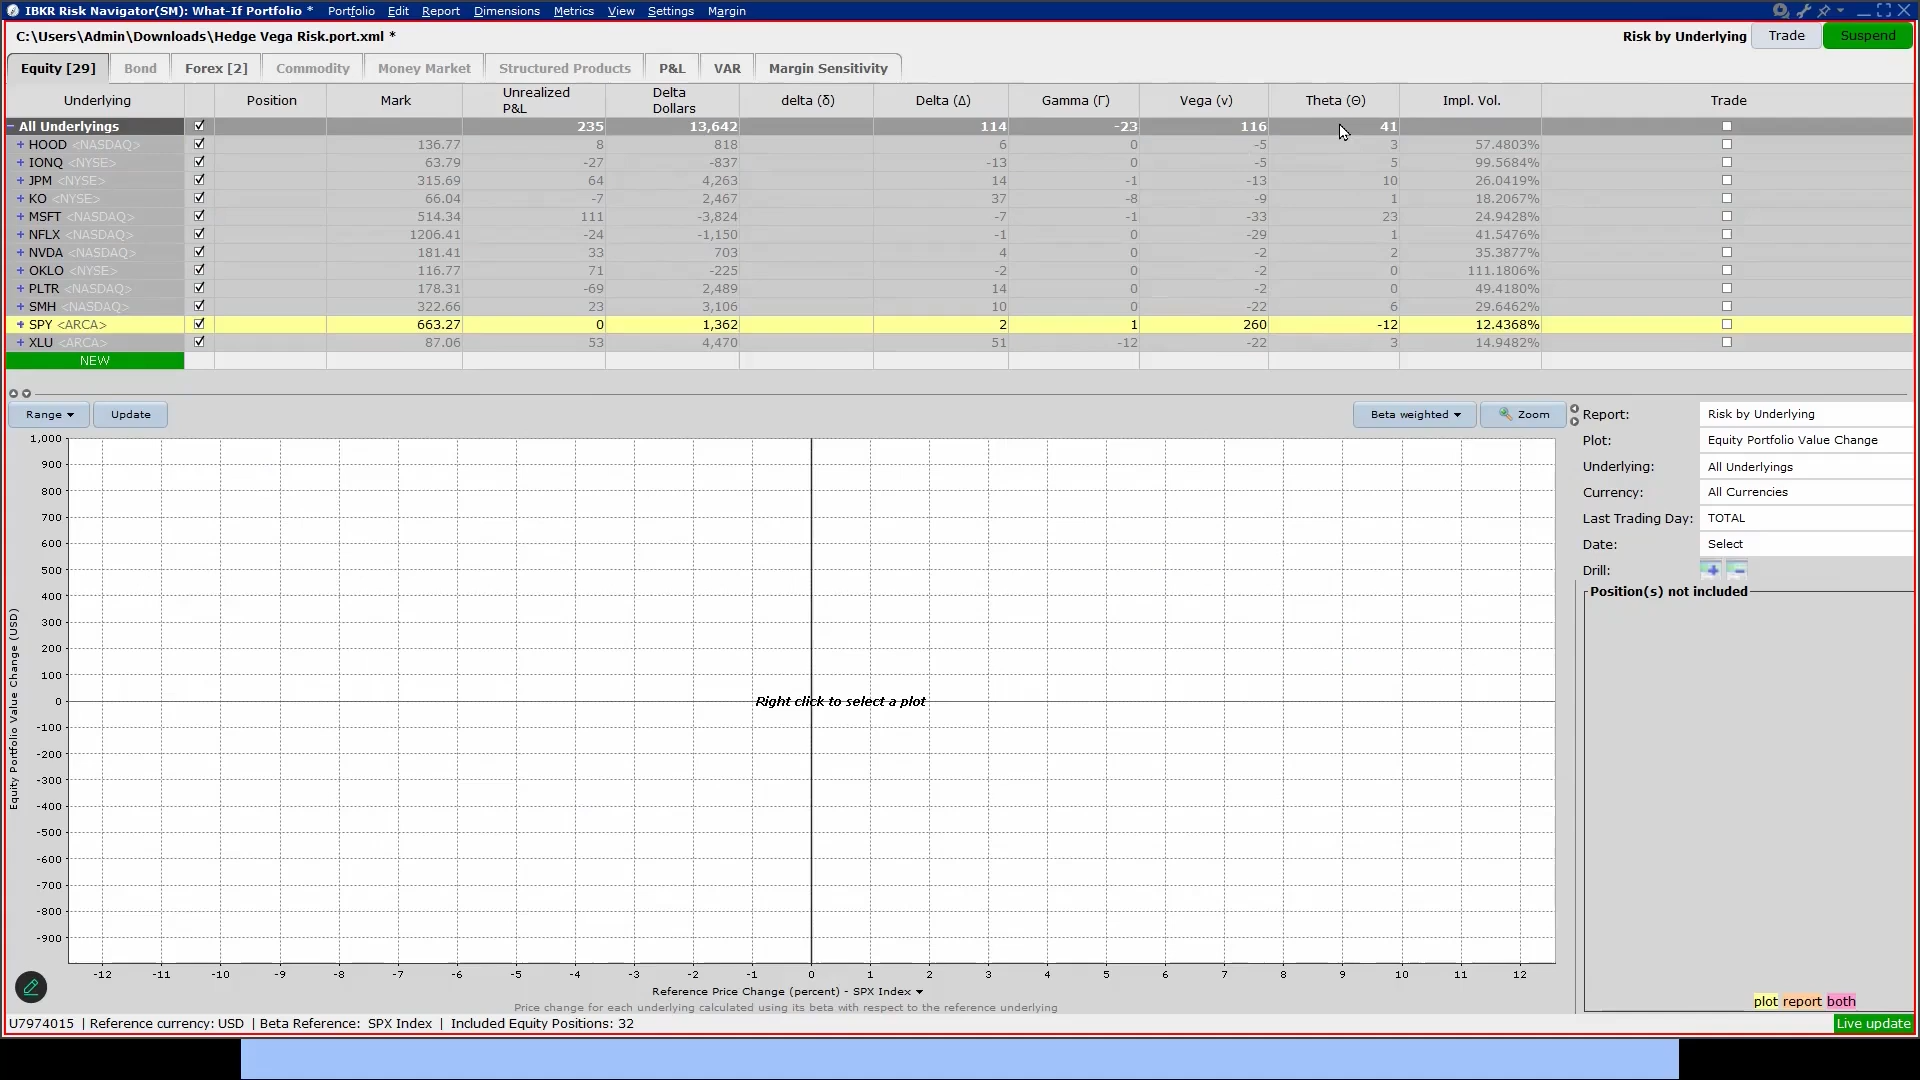 IBKR Risk Navigator(SM): What-If Portfolio * Portfolio Edit Report Dimensions Metrics View Settings Margin
C:\Users\Admin\Downloads\Hedge Vega Risk.port.xml * Risk by Underlying Trade Suspend
Equity [29] Bond Forex [2] Commodity Money Market Structured Products P&L VAR Margin Sensitivity
Underlying Position Mark Unrealized P&L Delta Dollars delta (δ) Delta (Δ) Gamma (Γ) Vega (ν) Theta (Θ) Impl. Vol. Trade
− All Underlyings 235 13,642 114 -23 116 41
+ HOOD <NASDAQ> 136.77 8 818 6 0 -5 3 57.4803%
+ IONQ <NYSE> 63.79 -27 -837 -13 0 -5 5 99.5684%
+ JPM <NYSE> 315.69 64 4,263 14 -1 -13 10 26.0419%
+ KO <NYSE> 66.04 -7 2,467 37 -8 -9 1 18.2067%
+ MSFT <NASDAQ> 514.34 111 -3,824 -7 -1 -33 23 24.9428%
+ NFLX <NASDAQ> 1206.41 -24 -1,150 -1 0 -29 1 41.5476%
+ NVDA <NASDAQ> 181.41 33 703 4 0 -2 2 35.3877%
+ OKLO <NYSE> 116.77 71 -225 -2 0 -2 0 111.1806%
+ PLTR <NASDAQ> 178.31 -69 2,489 14 0 -2 0 49.4180%
+ SMH <NASDAQ> 322.66 23 3,106 10 0 -22 6 29.6462%
+ SPY <ARCA> 663.27 0 1,362 2 1 260 -12 12.4368%
+ XLU <ARCA> 87.06 53 4,470 51 -12 -22 3 14.9482%
NEW
Range Update Beta weighted Zoom
Report: Risk by Underlying
Plot: Equity Portfolio Value Change
Underlying: All Underlyings
Currency: All Currencies
Last Trading Day: TOTAL
Date: Select
Drill:
Position(s) not included
1,000
900
800
700
600
500
400
300
200
100
0
-100
-200
-300
-400
-500
-600
-700
-800
-900
Equity Portfolio Value Change (USD)
Right click to select a plot
-12 -11 -10 -9 -8 -7 -6 -5 -4 -3 -2 -1 0 1 2 3 4 5 6 7 8 9 10 11 12
Reference Price Change (percent) - SPX Index
Price change for each underlying calculated using its beta with respect to the reference underlying
plot report both
U7974015 | Reference currency: USD | Beta Reference: SPX Index | Included Equity Positions: 32
Live update